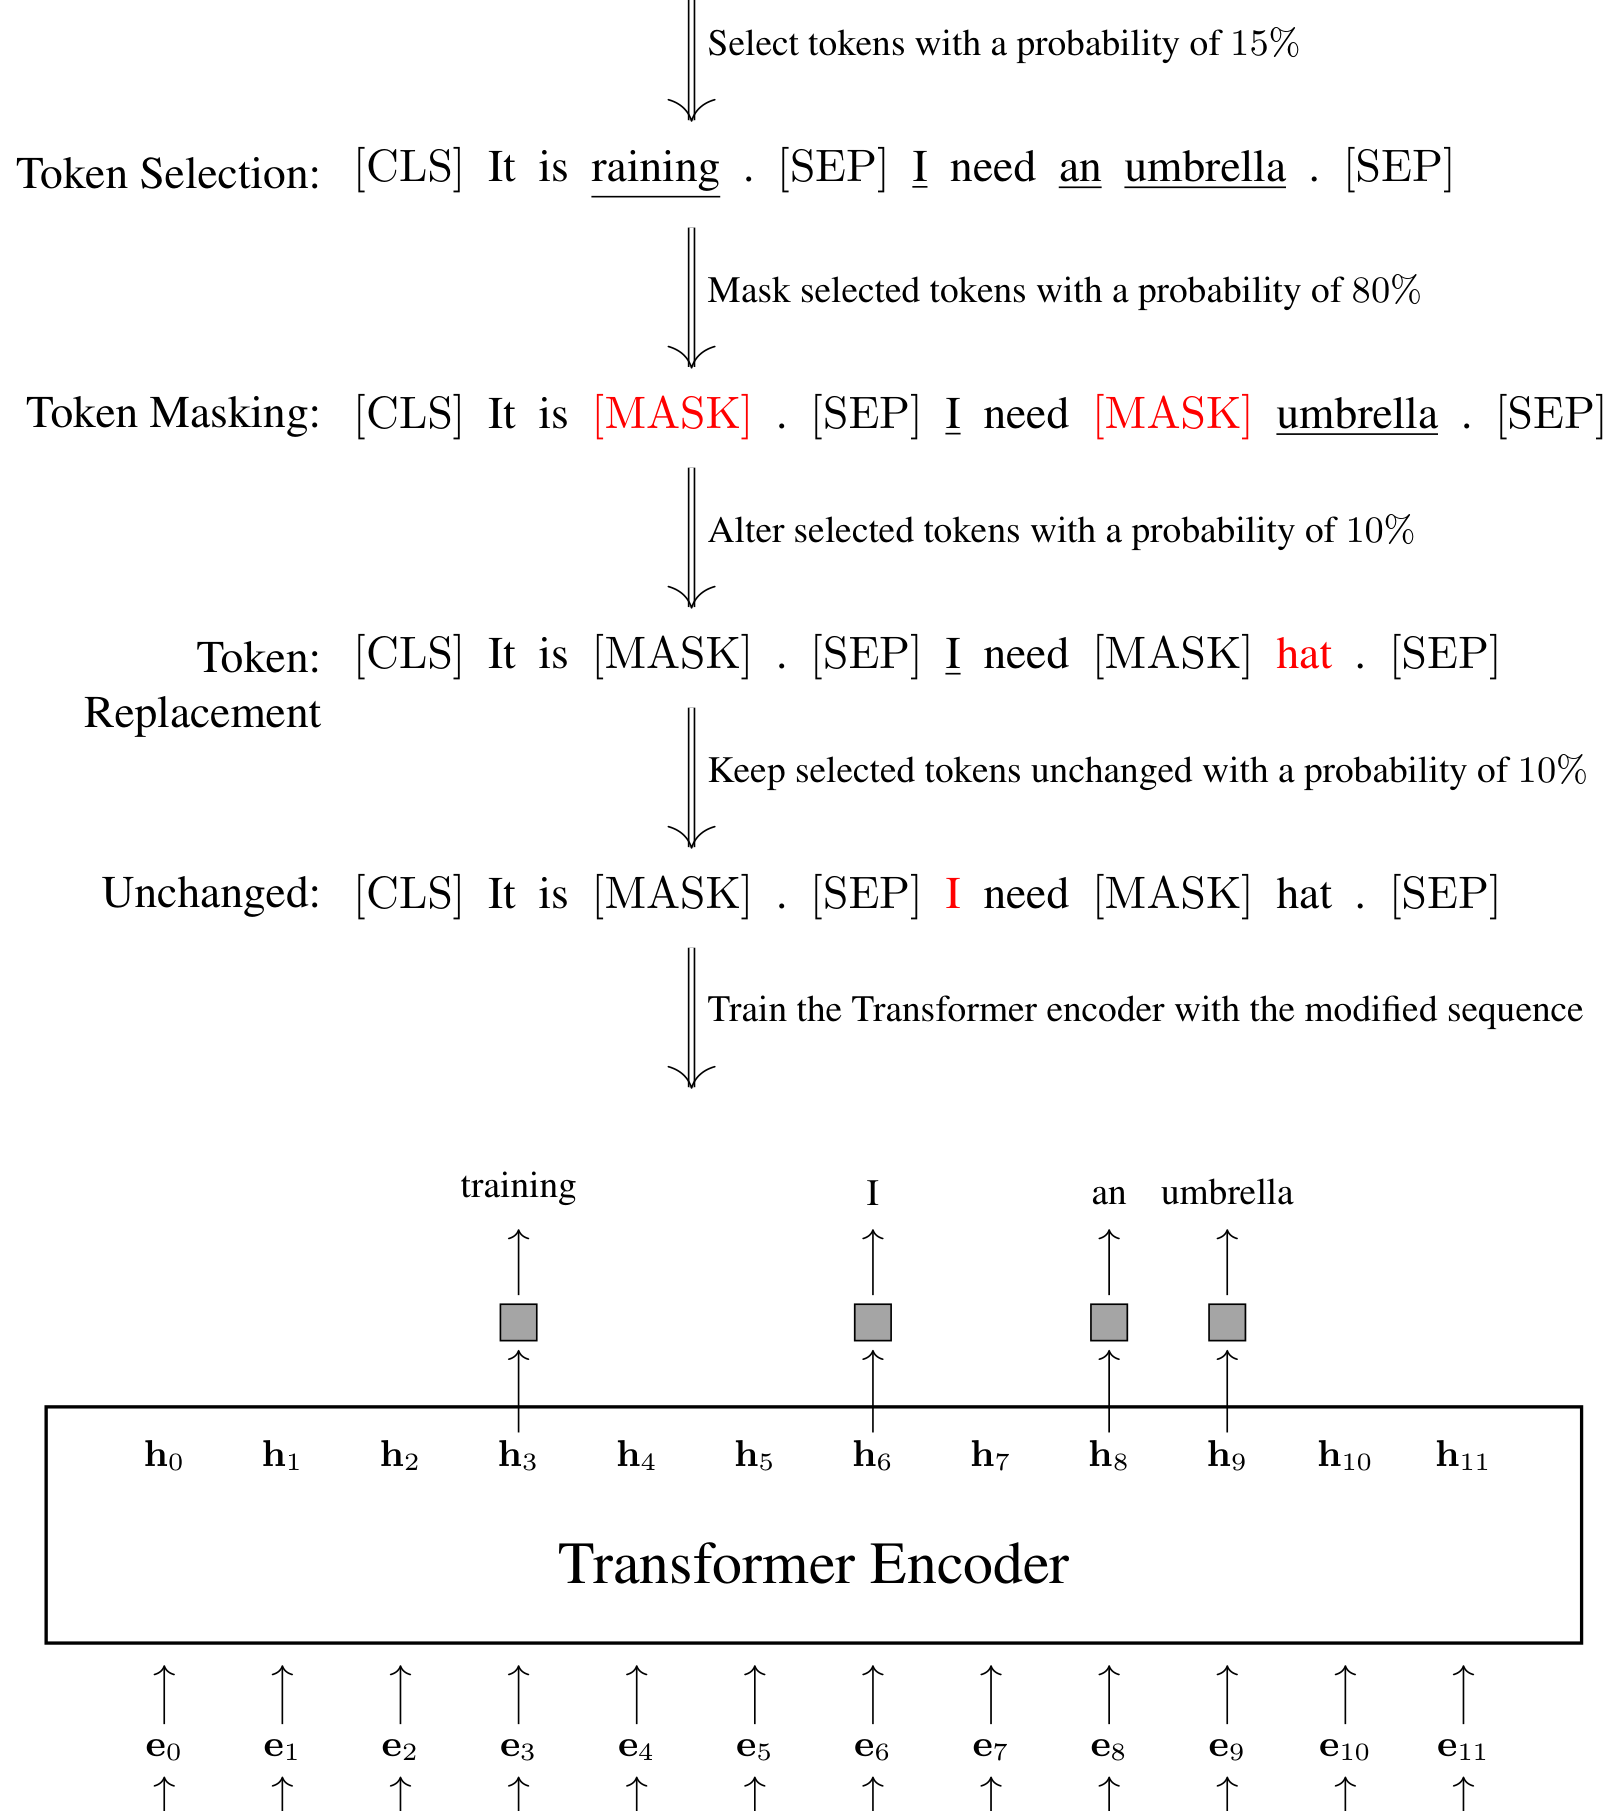 Select tokens with a probability of 15%
Token Selection: [CLS] It is raining . [SEP] I need an umbrella . [SEP]
Mask selected tokens with a probability of 80%
Token Masking: [CLS] It is [MASK] . [SEP] I need [MASK] umbrella . [SEP]
Alter selected tokens with a probability of 10%
Token: [CLS] It is [MASK] . [SEP] I need [MASK] hat . [SEP]
Replacement
Keep selected tokens unchanged with a probability of 10%
Unchanged: [CLS] It is [MASK] . [SEP] I need [MASK] hat . [SEP]
Train the Transformer encoder with the modified sequence
training I an umbrella
h0 h1 h2 h3 h4 h5 h6 h7 h8 h9 h10 h11
Transformer Encoder
e0 e1 e2 e3 e4 e5 e6 e7 e8 e9 e10 e11